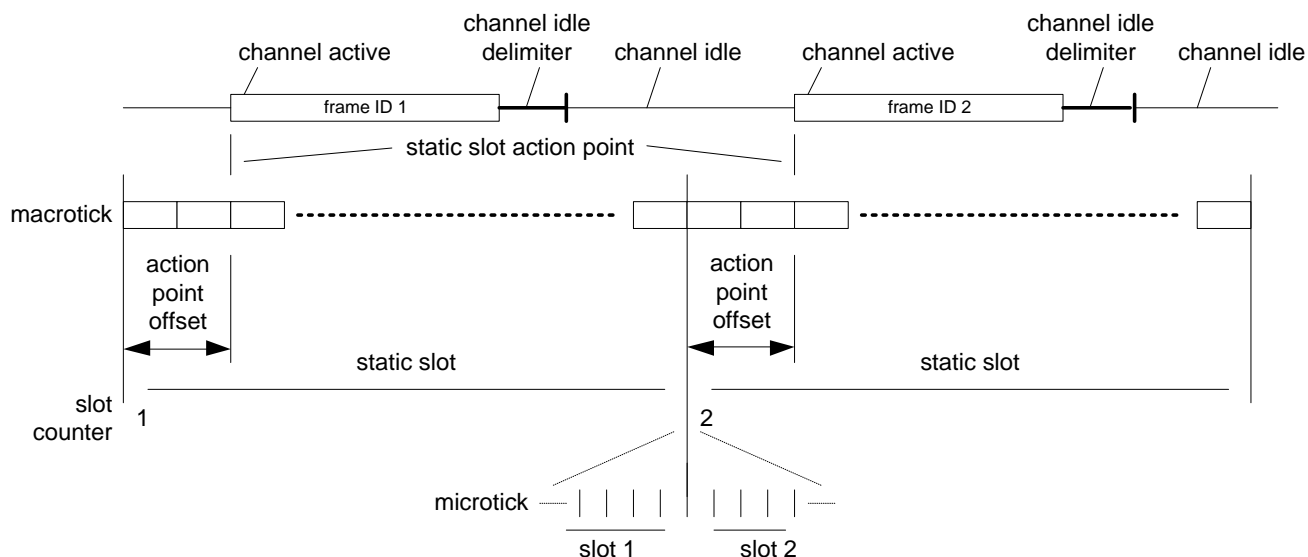 channel active
channel idle
delimiter
channel idle
channel active
channel idle
delimiter
channel idle
frame ID 1
frame ID 2
static slot action point
macrotick
action
point
offset
action
point
offset
static slot
static slot
slot
counter
1
2
microtick
slot 1
slot 2